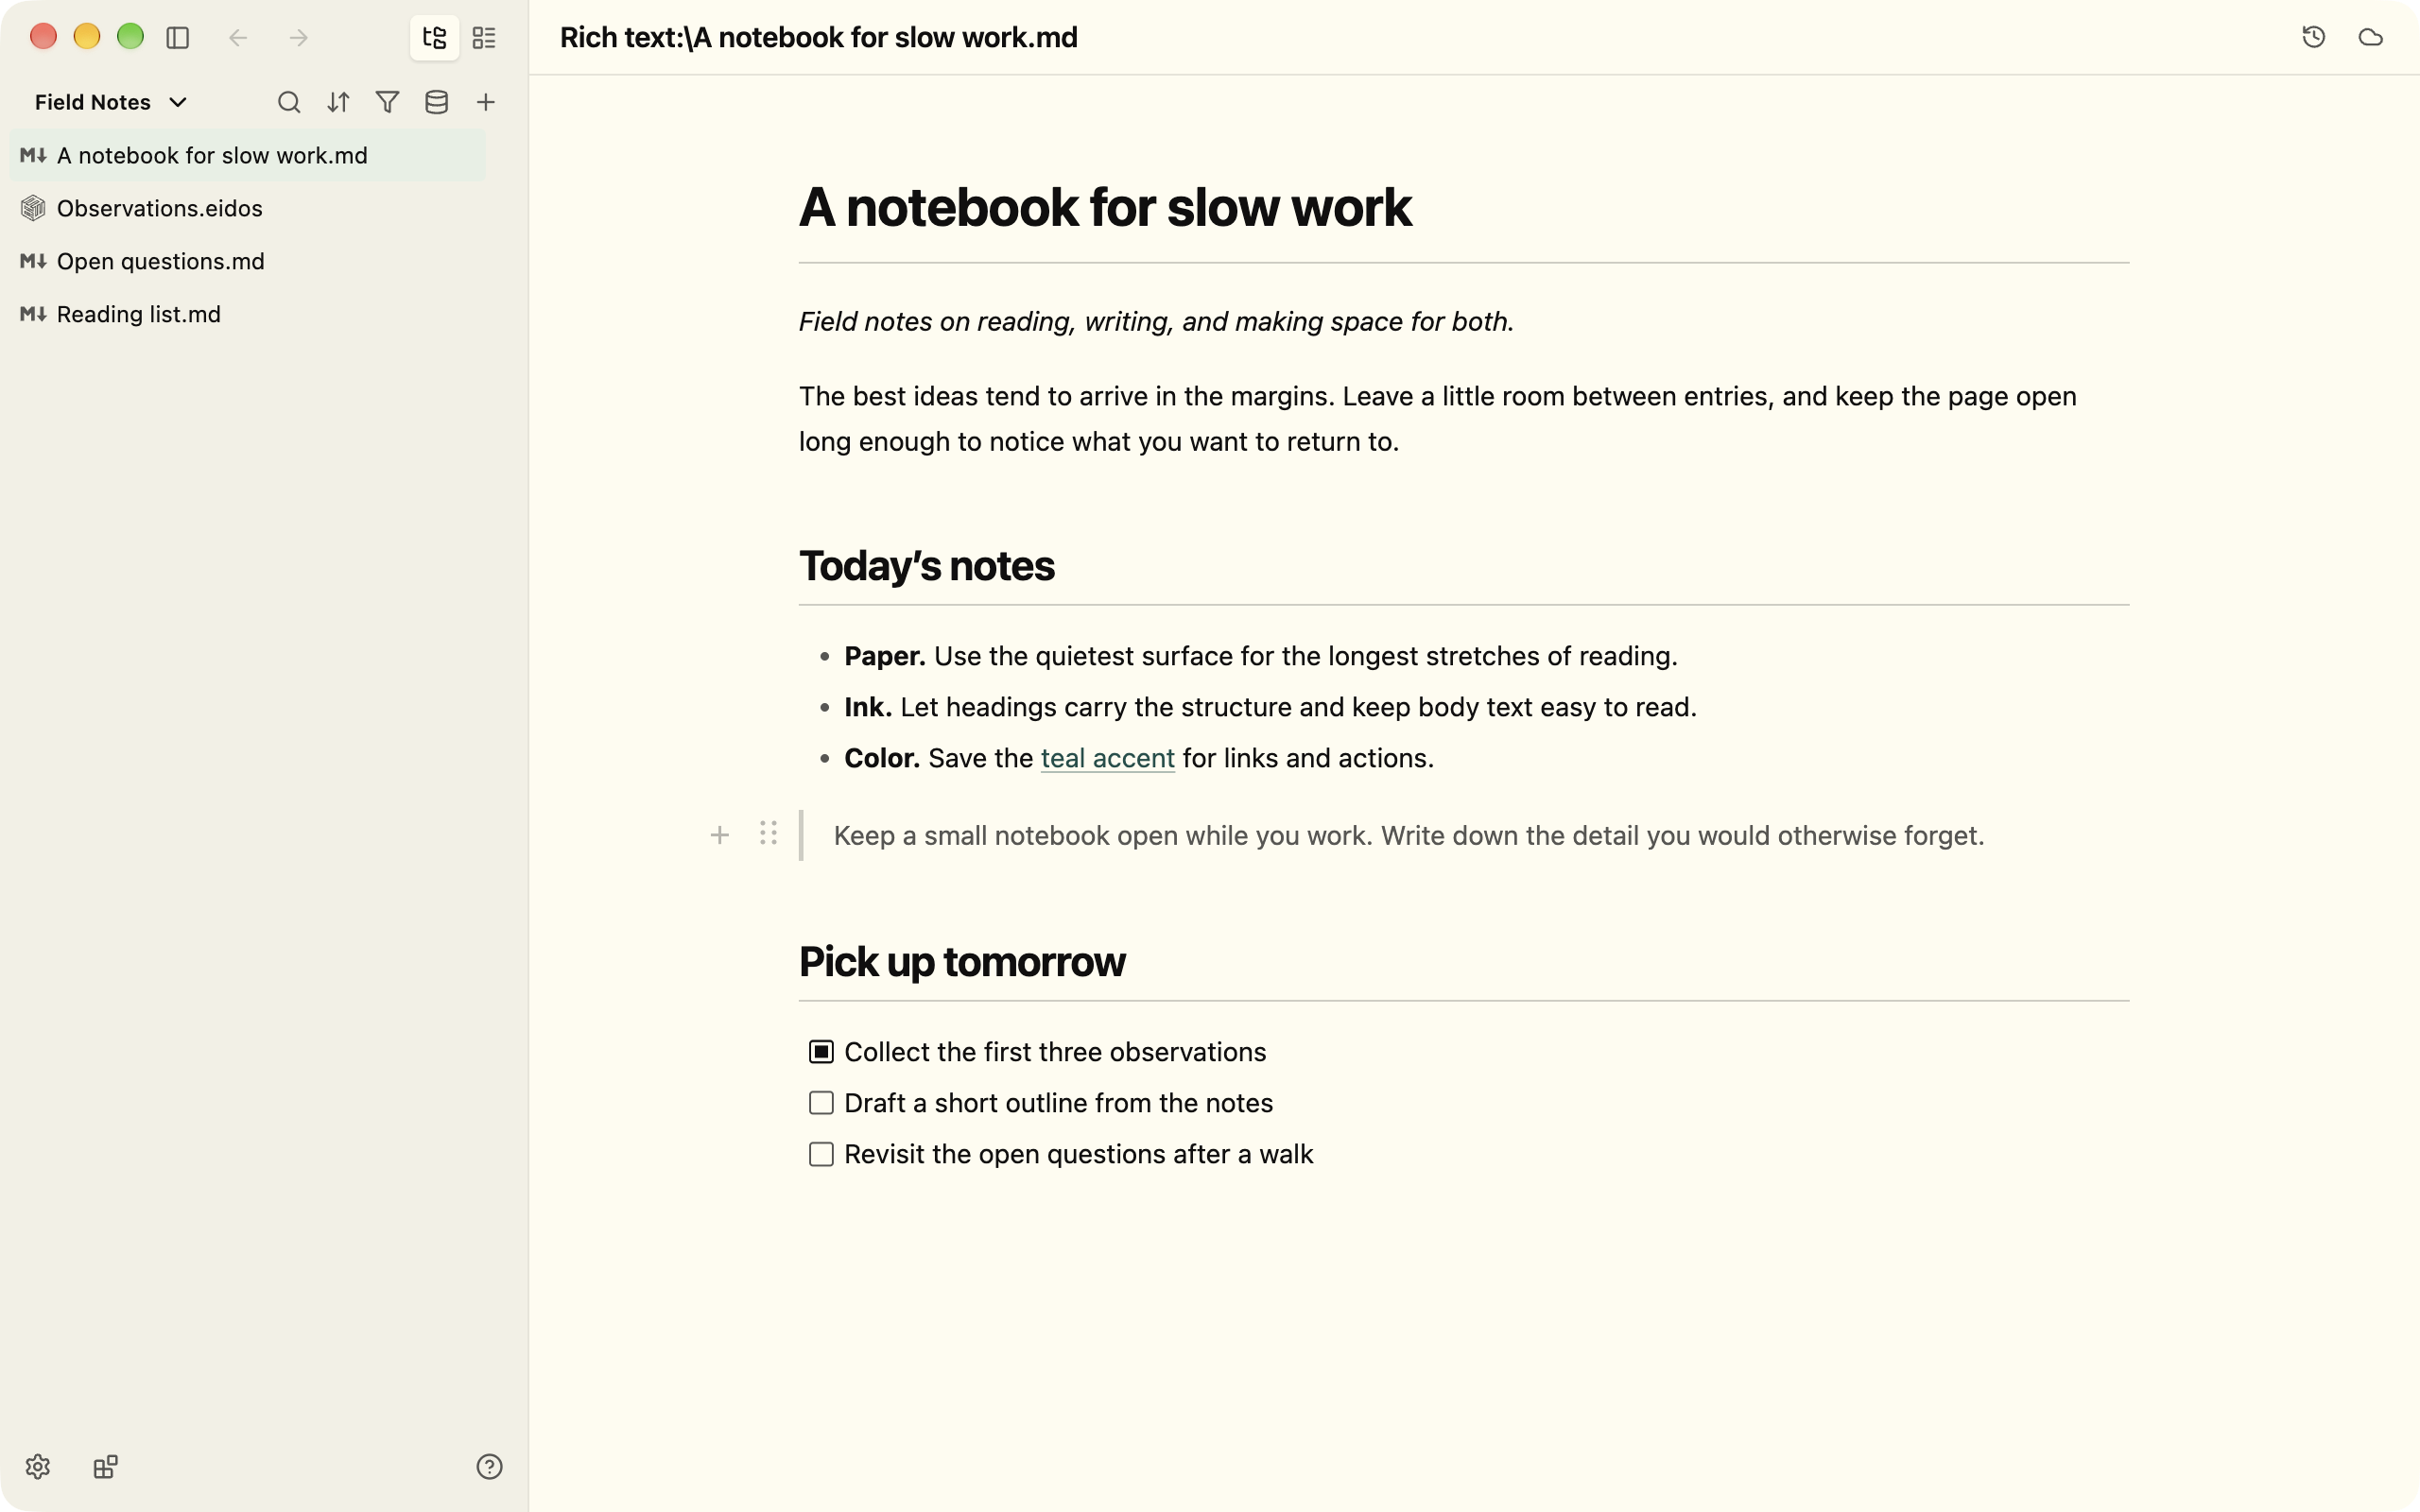 Rich text:\A notebook for slow work.md
Field Notes
A notebook for slow work.md
Observations.eidos
Open questions.md
Reading list.md
A notebook for slow work
Field notes on reading, writing, and making space for both.
The best ideas tend to arrive in the margins. Leave a little room between entries, and keep the page open
long enough to notice what you want to return to.
Today’s notes
• Paper. Use the quietest surface for the longest stretches of reading.
• Ink. Let headings carry the structure and keep body text easy to read.
• Color. Save the teal accent for links and actions.
Keep a small notebook open while you work. Write down the detail you would otherwise forget.
Pick up tomorrow
Collect the first three observations
Draft a short outline from the notes
Revisit the open questions after a walk